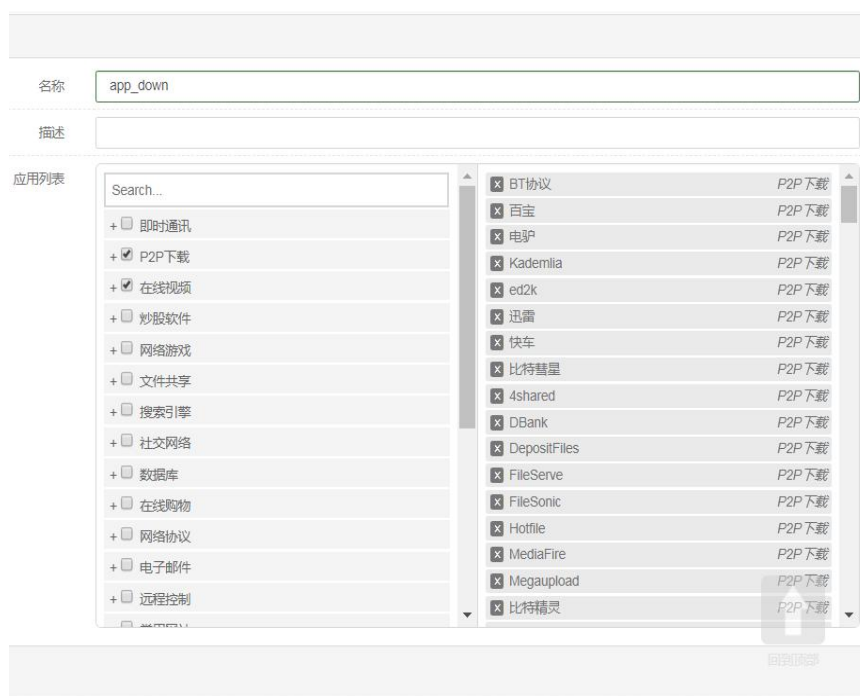 名称 app_down
描述
应用列表
Search...
+ 即时通讯
+ P2P下载
+ 在线视频
+ 炒股软件
+ 网络游戏
+ 文件共享
+ 搜索引擎
+ 社交网络
+ 数据库
+ 在线购物
+ 网络协议
+ 电子邮件
+ 远程控制
x BT协议 P2P下载
x 百宝 P2P下载
x 电驴 P2P下载
x Kademlia P2P下载
x ed2k P2P下载
x 迅雷 P2P下载
x 快车 P2P下载
x 比特彗星 P2P下载
x 4shared P2P下载
x DBank P2P下载
x DepositFiles P2P下载
x FileServe P2P下载
x FileSonic P2P下载
x Hotfile P2P下载
x MediaFire P2P下载
x Megaupload P2P下载
x 比特精灵 P2P下载
回到顶部